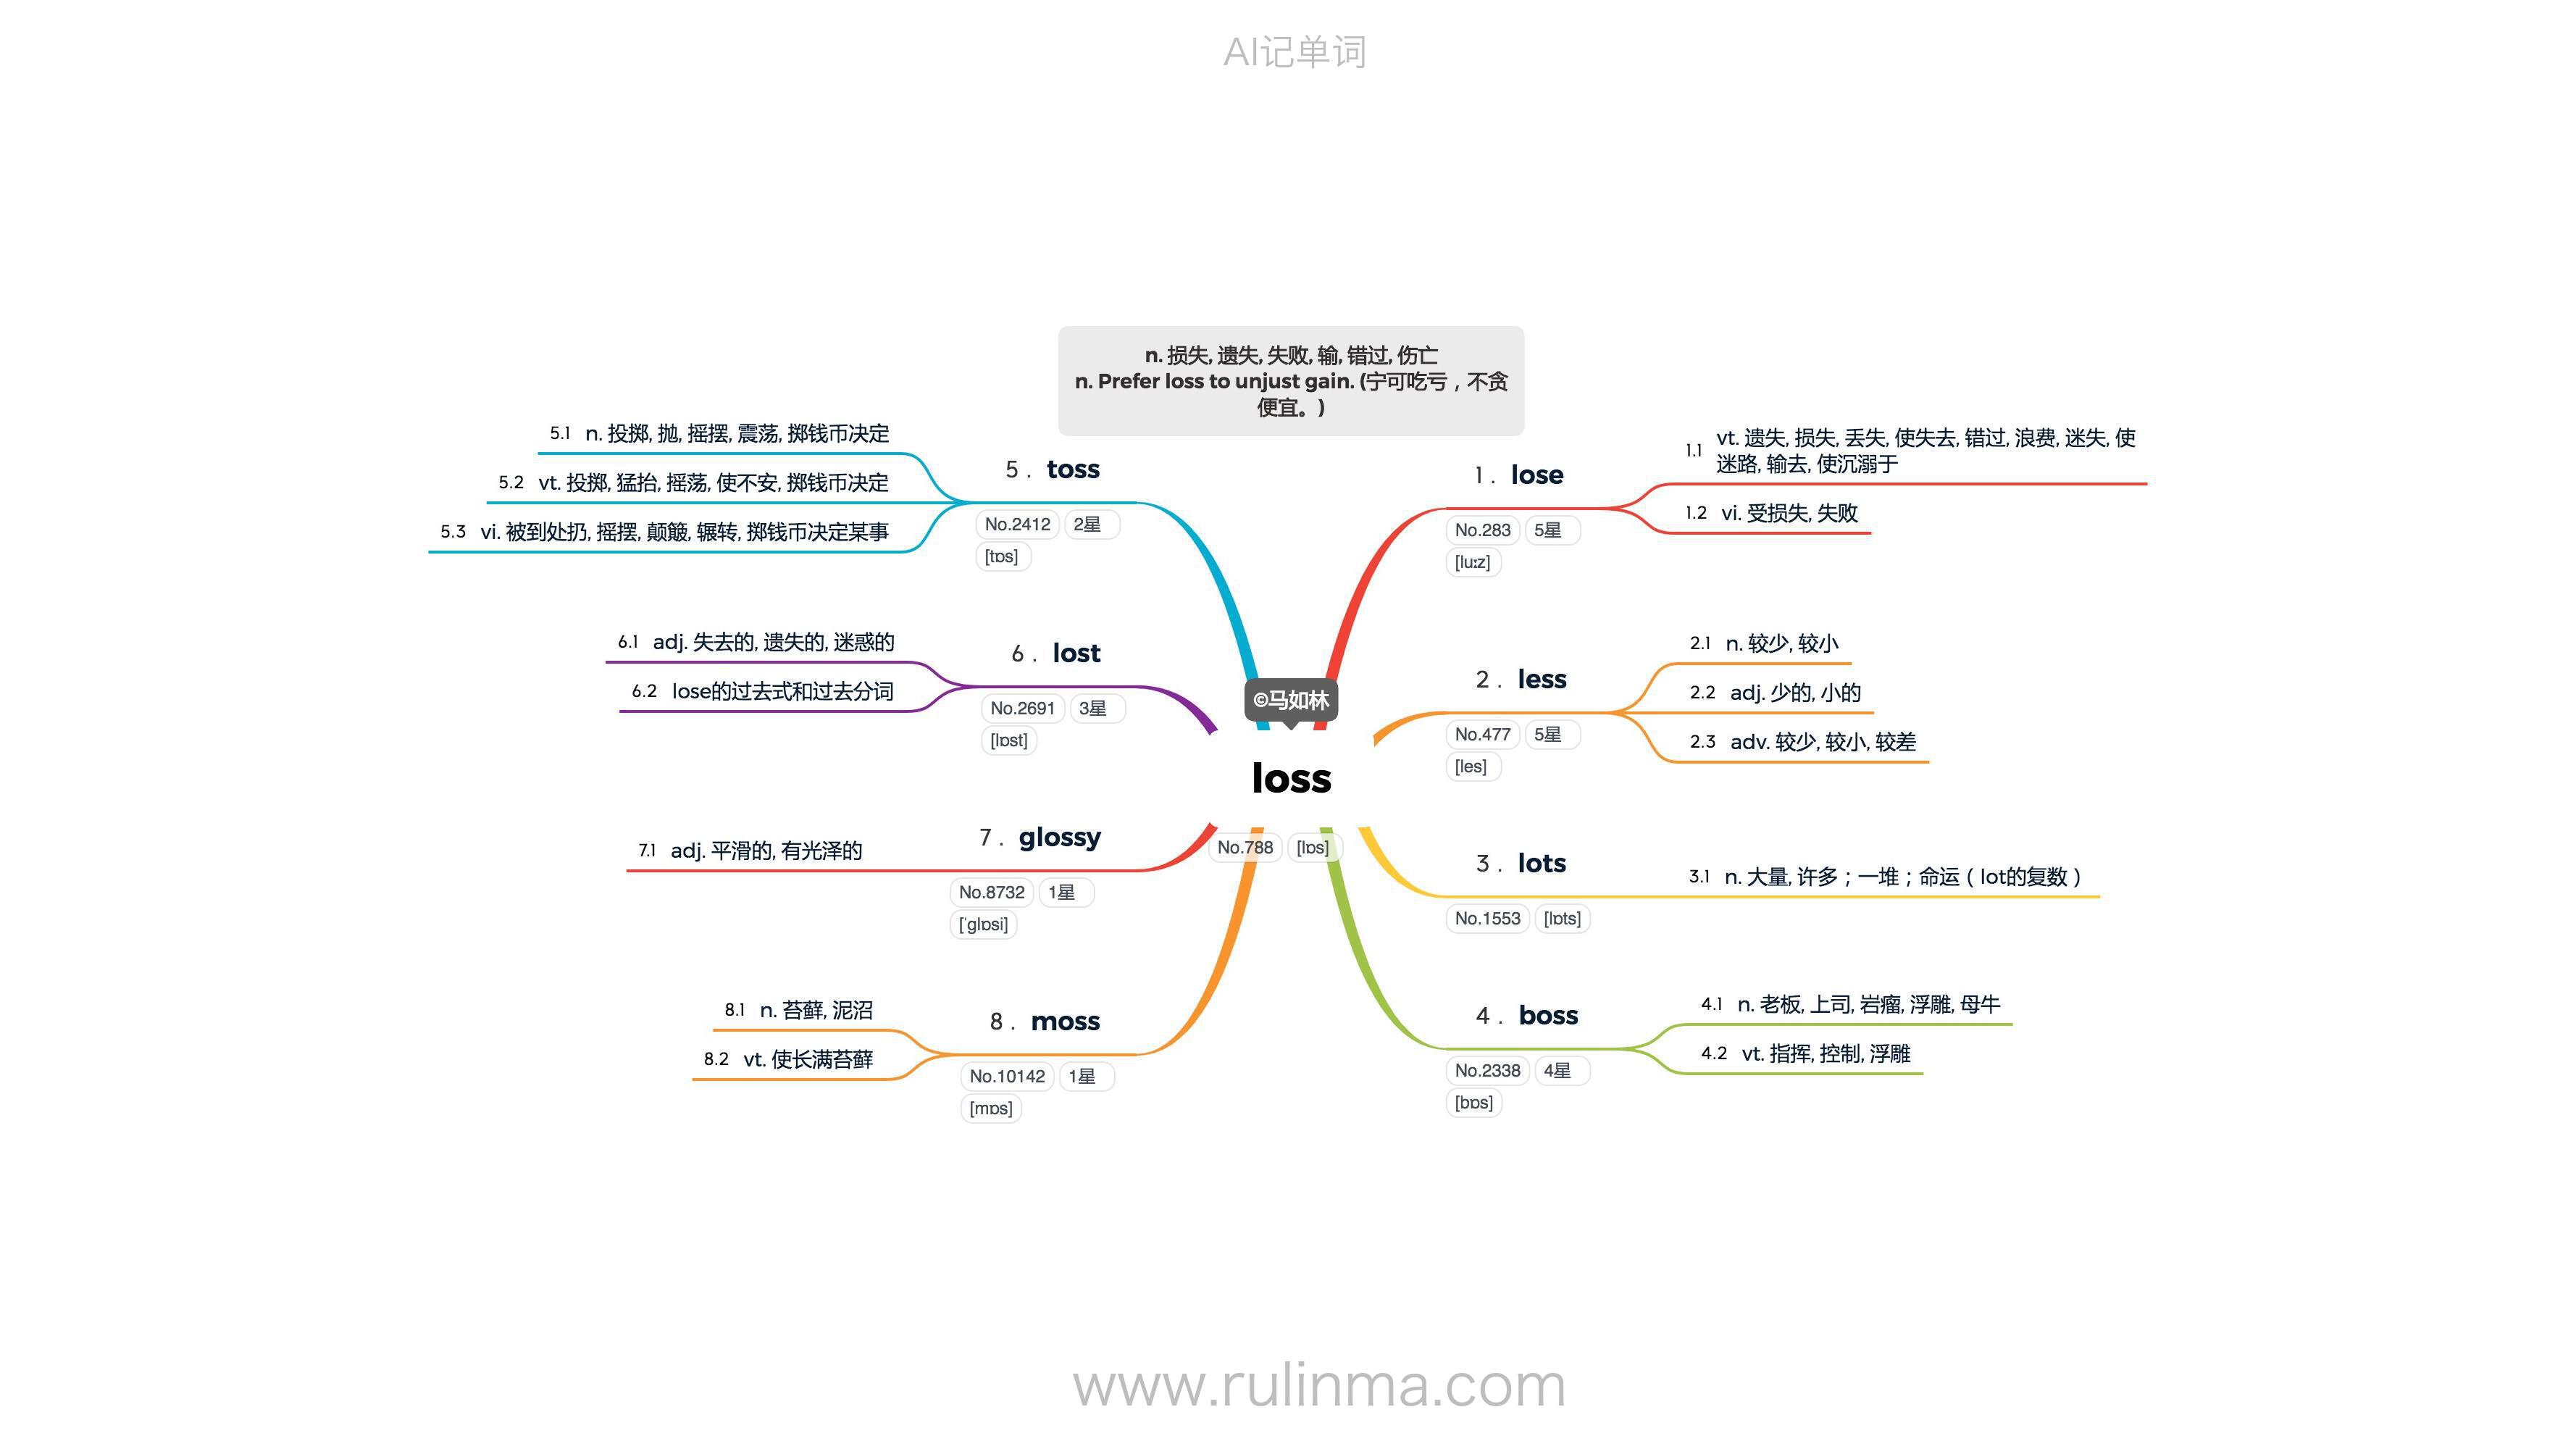 AI记单词
n. 损失, 遗失, 失败, 输, 错过, 伤亡
n. Prefer loss to unjust gain. (宁可吃亏，不贪
便宜。)
©马如林
loss
No.788 [lɒs]
1. lose
No.283 5星
[luːz]
1.1 vt. 遗失, 损失, 丢失, 使失去, 错过, 浪费, 迷失, 使
迷路, 输去, 使沉溺于
1.2 vi. 受损失, 失败
2. less
No.477 5星
[les]
2.1 n. 较少, 较小
2.2 adj. 少的, 小的
2.3 adv. 较少, 较小, 较差
3. lots
No.1553 [lɒts]
3.1 n. 大量, 许多；一堆；命运（lot的复数）
4. boss
No.2338 4星
[bɒs]
4.1 n. 老板, 上司, 岩瘤, 浮雕, 母牛
4.2 vt. 指挥, 控制, 浮雕
5. toss
No.2412 2星
[tɒs]
5.1 n. 投掷, 抛, 摇摆, 震荡, 掷钱币决定
5.2 vt. 投掷, 猛抬, 摇荡, 使不安, 掷钱币决定
5.3 vi. 被到处扔, 摇摆, 颠簸, 辗转, 掷钱币决定某事
6. lost
No.2691 3星
[lɒst]
6.1 adj. 失去的, 遗失的, 迷惑的
6.2 lose的过去式和过去分词
7. glossy
No.8732 1星
['glɒsi]
7.1 adj. 平滑的, 有光泽的
8. moss
No.10142 1星
[mɒs]
8.1 n. 苔藓, 泥沼
8.2 vt. 使长满苔藓
www.rulinma.com